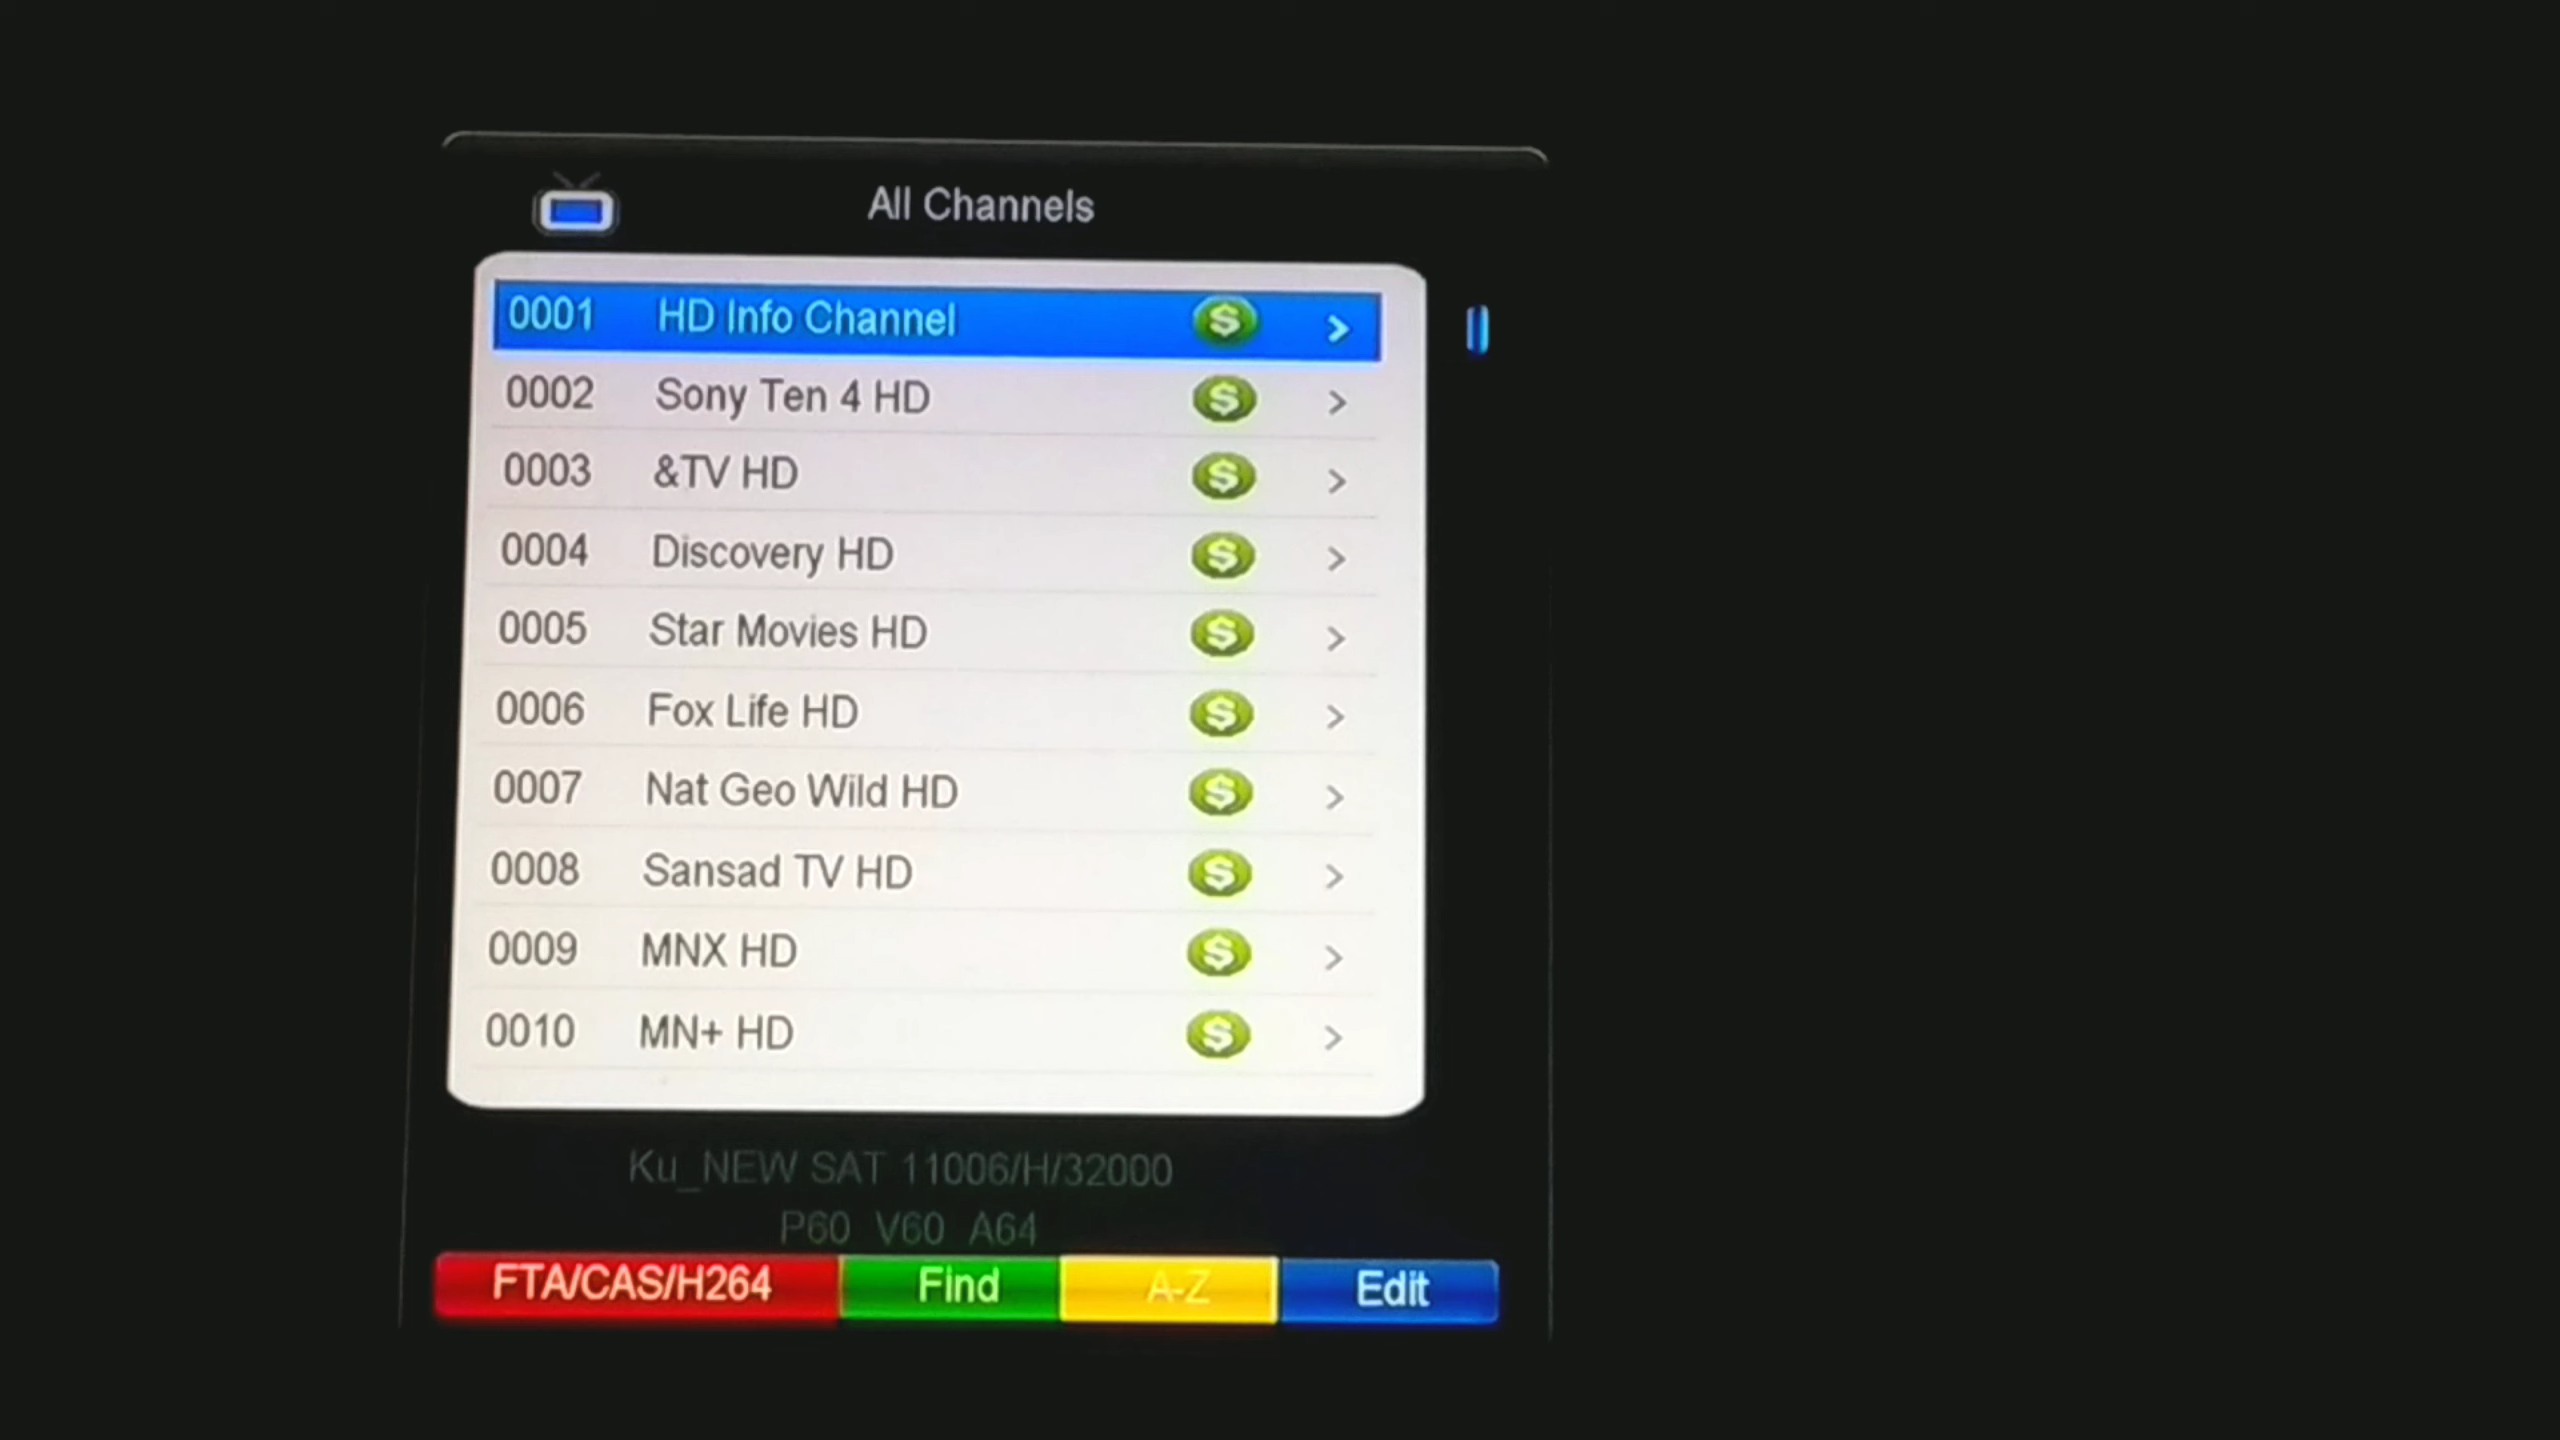 All Channels
0001 HD Info Channel $ >
0002 Sony Ten 4 HD $ >
0003 &TV HD $ >
0004 Discovery HD $ >
0005 Star Movies HD $ >
0006 Fox Life HD $ >
0007 Nat Geo Wild HD $ >
0008 Sansad TV HD $ >
0009 MNX HD $ >
0010 MN+ HD $ >
Ku_NEW SAT 11006/H/32000
P60 V60 A64
FTA/CAS/H264 Find A-Z Edit